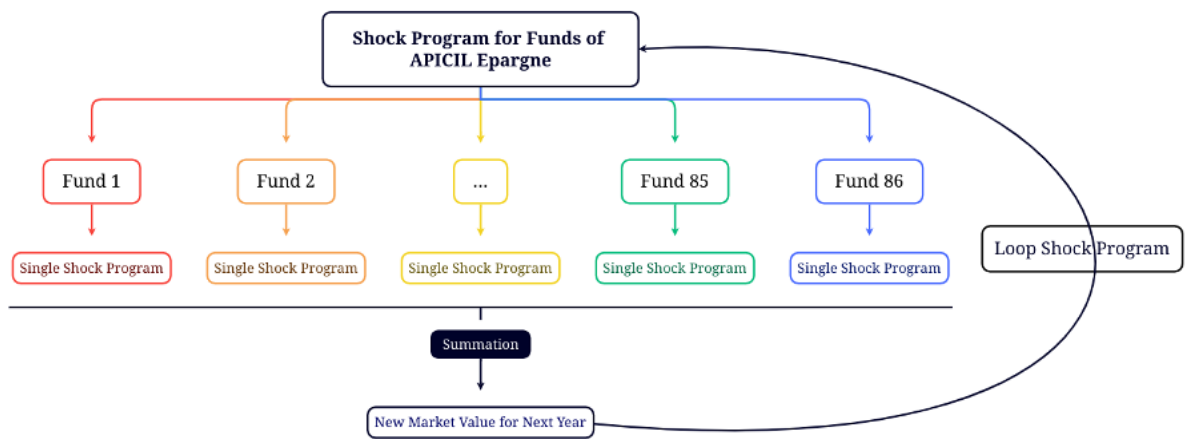 Shock Program for Funds of
APICIL Epargne
Fund 1
Fund 2
...
Fund 85
Fund 86
Single Shock Program
Single Shock Program
Single Shock Program
Single Shock Program
Single Shock Program
Loop Shock Program
Summation
New Market Value for Next Year